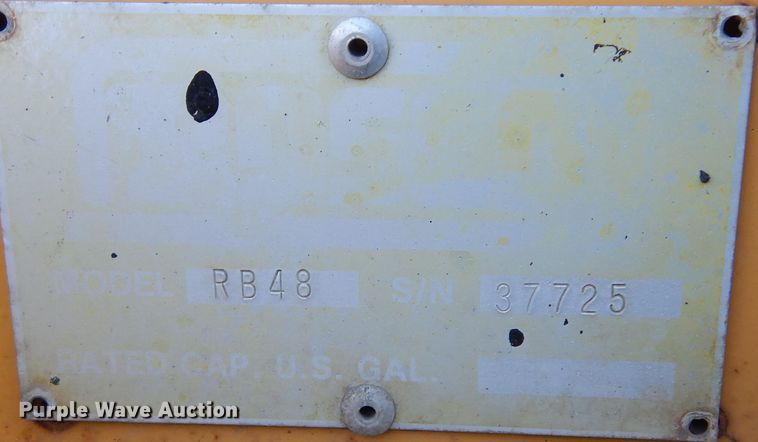 MODEL RB48 S/N 37725
RATED CAP. U.S. GAL.
Purple Wave Auction